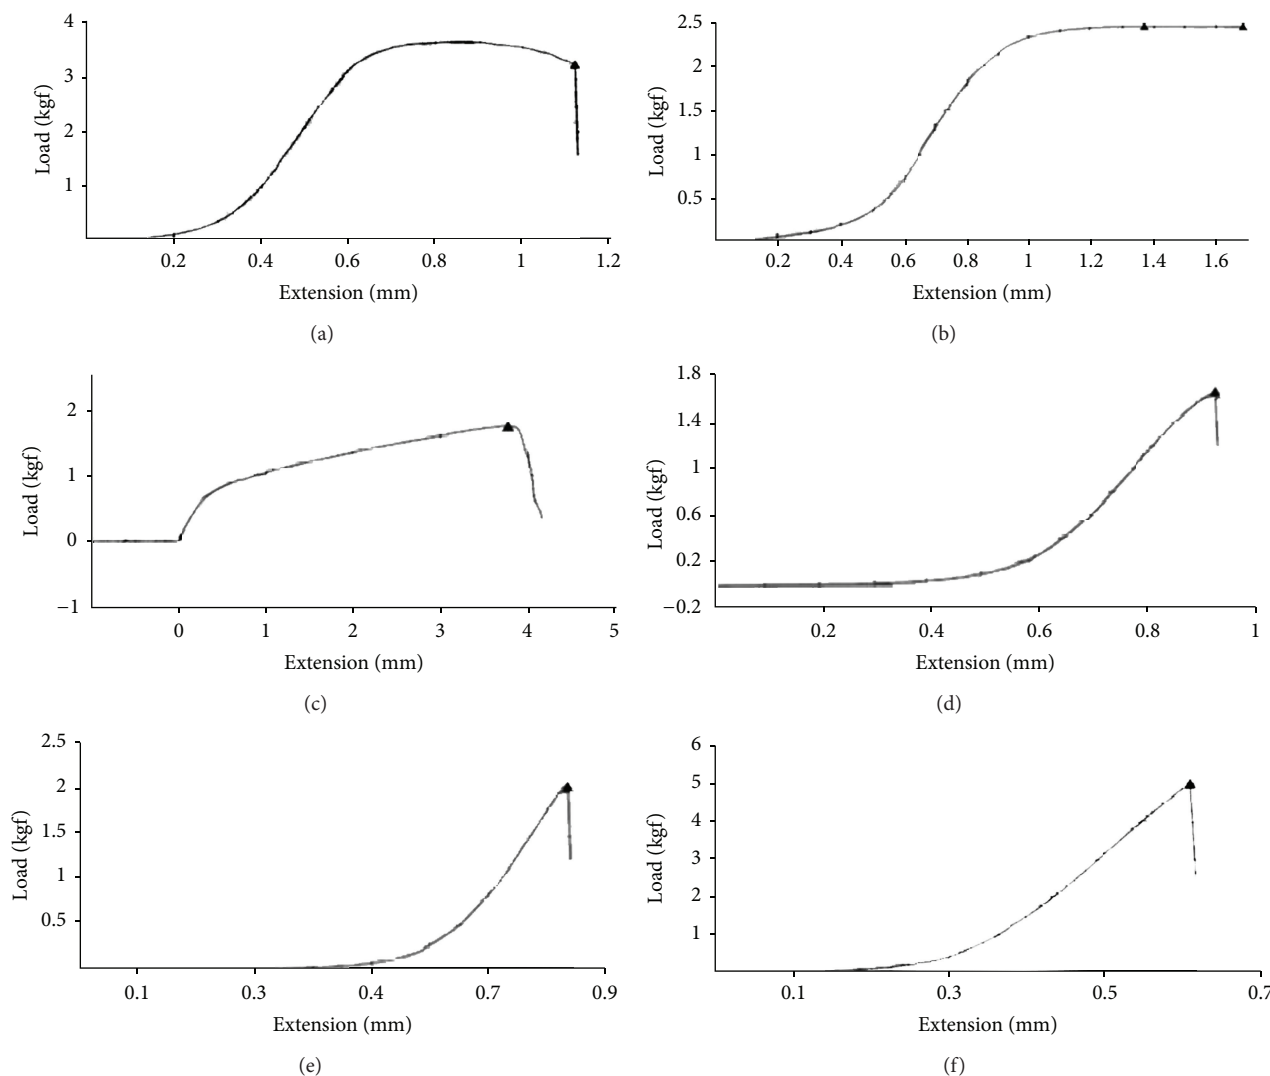 4
3
2
1
Load (kgf)
0.2 0.4 0.6 0.8 1 1.2
Extension (mm)
(a)
2.5
2
1.5
1
0.5
Load (kgf)
0.2 0.4 0.6 0.8 1 1.2 1.4 1.6
Extension (mm)
(b)
2
1
0
−1
Load (kgf)
0 1 2 3 4 5
Extension (mm)
(c)
1.8
1.4
1
0.6
0.2
−0.2
Load (kgf)
0.2 0.4 0.6 0.8 1
Extension (mm)
(d)
2.5
2
1.5
1
0.5
Load (kgf)
0.1 0.3 0.4 0.7 0.9
Extension (mm)
(e)
6
5
4
3
2
1
Load (kgf)
0.1 0.3 0.5 0.7
Extension (mm)
(f)